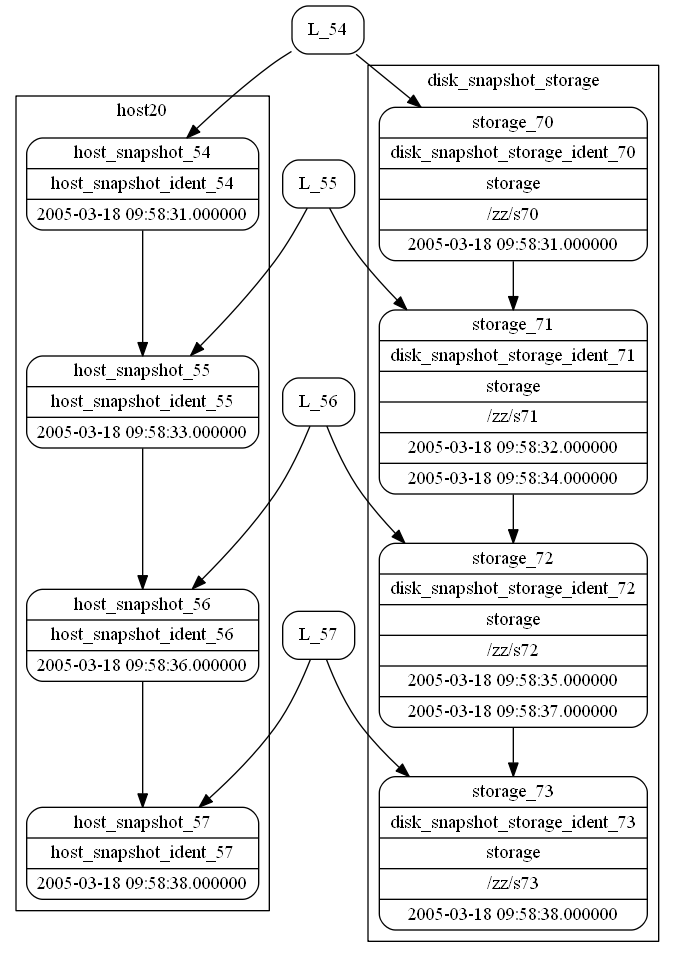 L_54
host20
host_snapshot_54
host_snapshot_ident_54
2005-03-18 09:58:31.000000
disk_snapshot_storage
storage_70
disk_snapshot_storage_ident_70
storage
/zz/s70
2005-03-18 09:58:31.000000
L_55
host_snapshot_55
host_snapshot_ident_55
2005-03-18 09:58:33.000000
storage_71
disk_snapshot_storage_ident_71
storage
/zz/s71
2005-03-18 09:58:32.000000
2005-03-18 09:58:34.000000
L_56
host_snapshot_56
host_snapshot_ident_56
2005-03-18 09:58:36.000000
storage_72
disk_snapshot_storage_ident_72
storage
/zz/s72
2005-03-18 09:58:35.000000
2005-03-18 09:58:37.000000
L_57
host_snapshot_57
host_snapshot_ident_57
2005-03-18 09:58:38.000000
storage_73
disk_snapshot_storage_ident_73
storage
/zz/s73
2005-03-18 09:58:38.000000